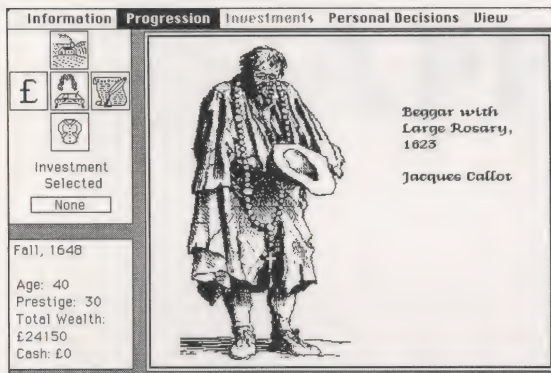 Information Progression Investments Personal Decisions View
£
Investment
Selected
None
Fall, 1648
Age: 40
Prestige: 30
Total Wealth:
£24150
Cash: £0
Beggar with
Large Rosary,
1623
Jacques Callot